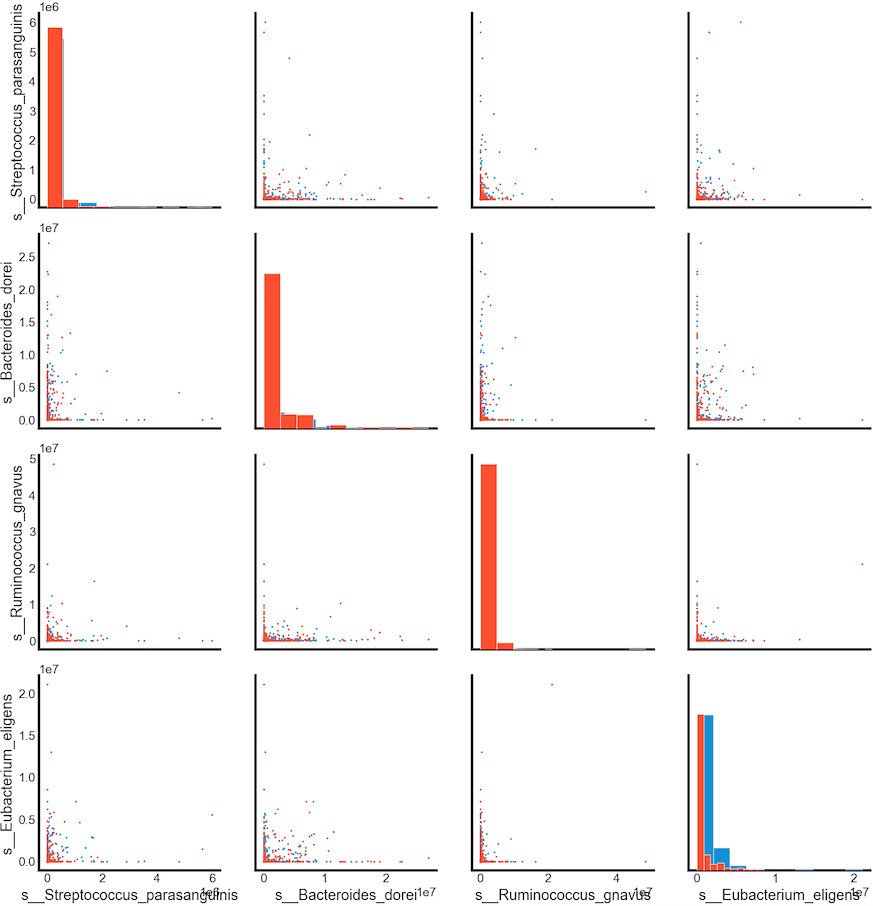 1e6
s__Streptococcus_parasanguinis
6
5
4
3
2
1
0
1e7
s__Bacteroides_dorei
2.5
2.0
1.5
1.0
0.5
0.0
1e7
s__Ruminococcus_gnavus
5
4
3
2
1
0
1e7
s__Eubacterium_eligens
2.0
1.5
1.0
0.5
0.0
0 2 4 6
1e6
s__Streptococcus_parasanguinis
0 1 2
1e7
s__Bacteroides_dorei
0 2 4
1e7
s__Ruminococcus_gnavus
0 1 2
1e7
s__Eubacterium_eligens